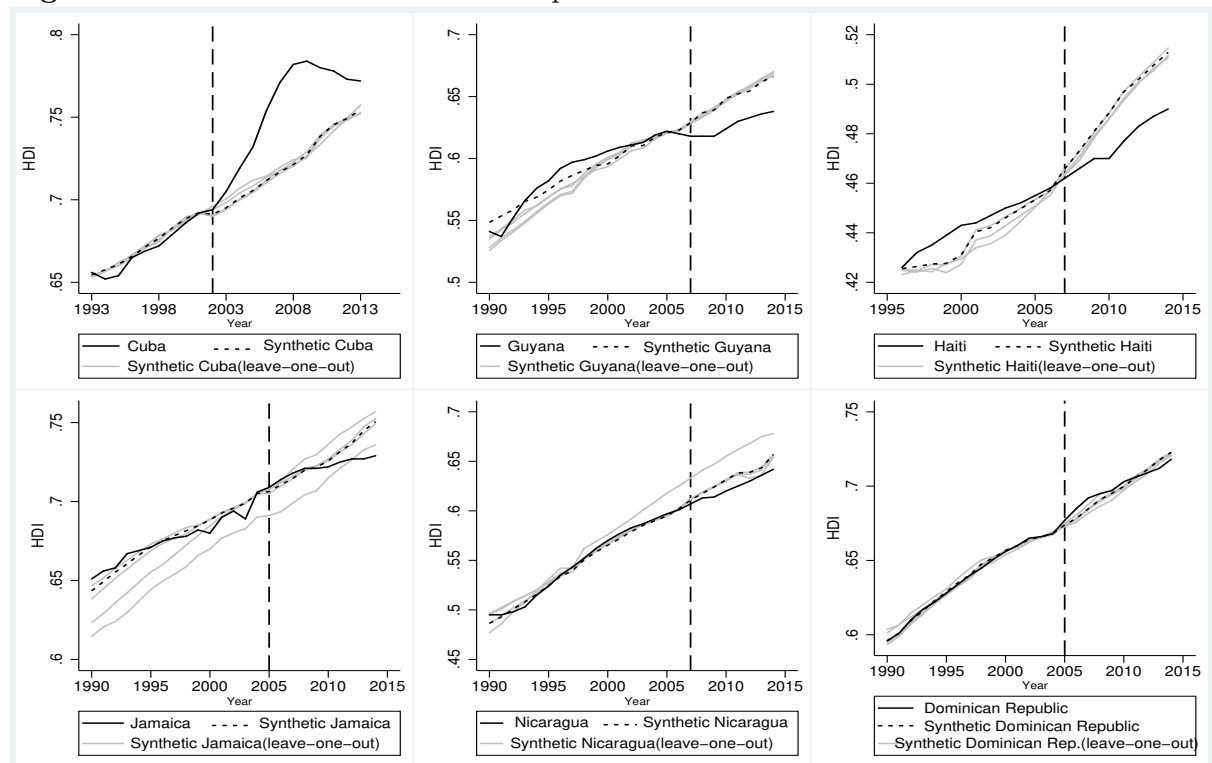 .8
.75
.7
.65
HDI
1993 1998 2003 2008 2013
Year
Cuba Synthetic Cuba
Synthetic Cuba(leave−one−out)
.7
.65
.6
.55
.5
HDI
1990 1995 2000 2005 2010 2015
Year
Guyana Synthetic Guyana
Synthetic Guyana(leave−one−out)
.52
.5
.48
.46
.44
.42
HDI
1995 2000 2005 2010 2015
Year
Haiti Synthetic Haiti
Synthetic Haiti(leave−one−out)
.75
.7
.65
.6
HDI
1990 1995 2000 2005 2010 2015
Year
Jamaica Synthetic Jamaica
Synthetic Jamaica(leave−one−out)
.7
.65
.6
.55
.5
.45
HDI
1990 1995 2000 2005 2010 2015
Year
Nicaragua Synthetic Nicaragua
Synthetic Nicaragua(leave−one−out)
.75
.7
.65
.6
HDI
1990 1995 2000 2005 2010 2015
Year
Dominican Republic
Synthetic Dominican Republic
Synthetic Dominican Rep.(leave−one−out)